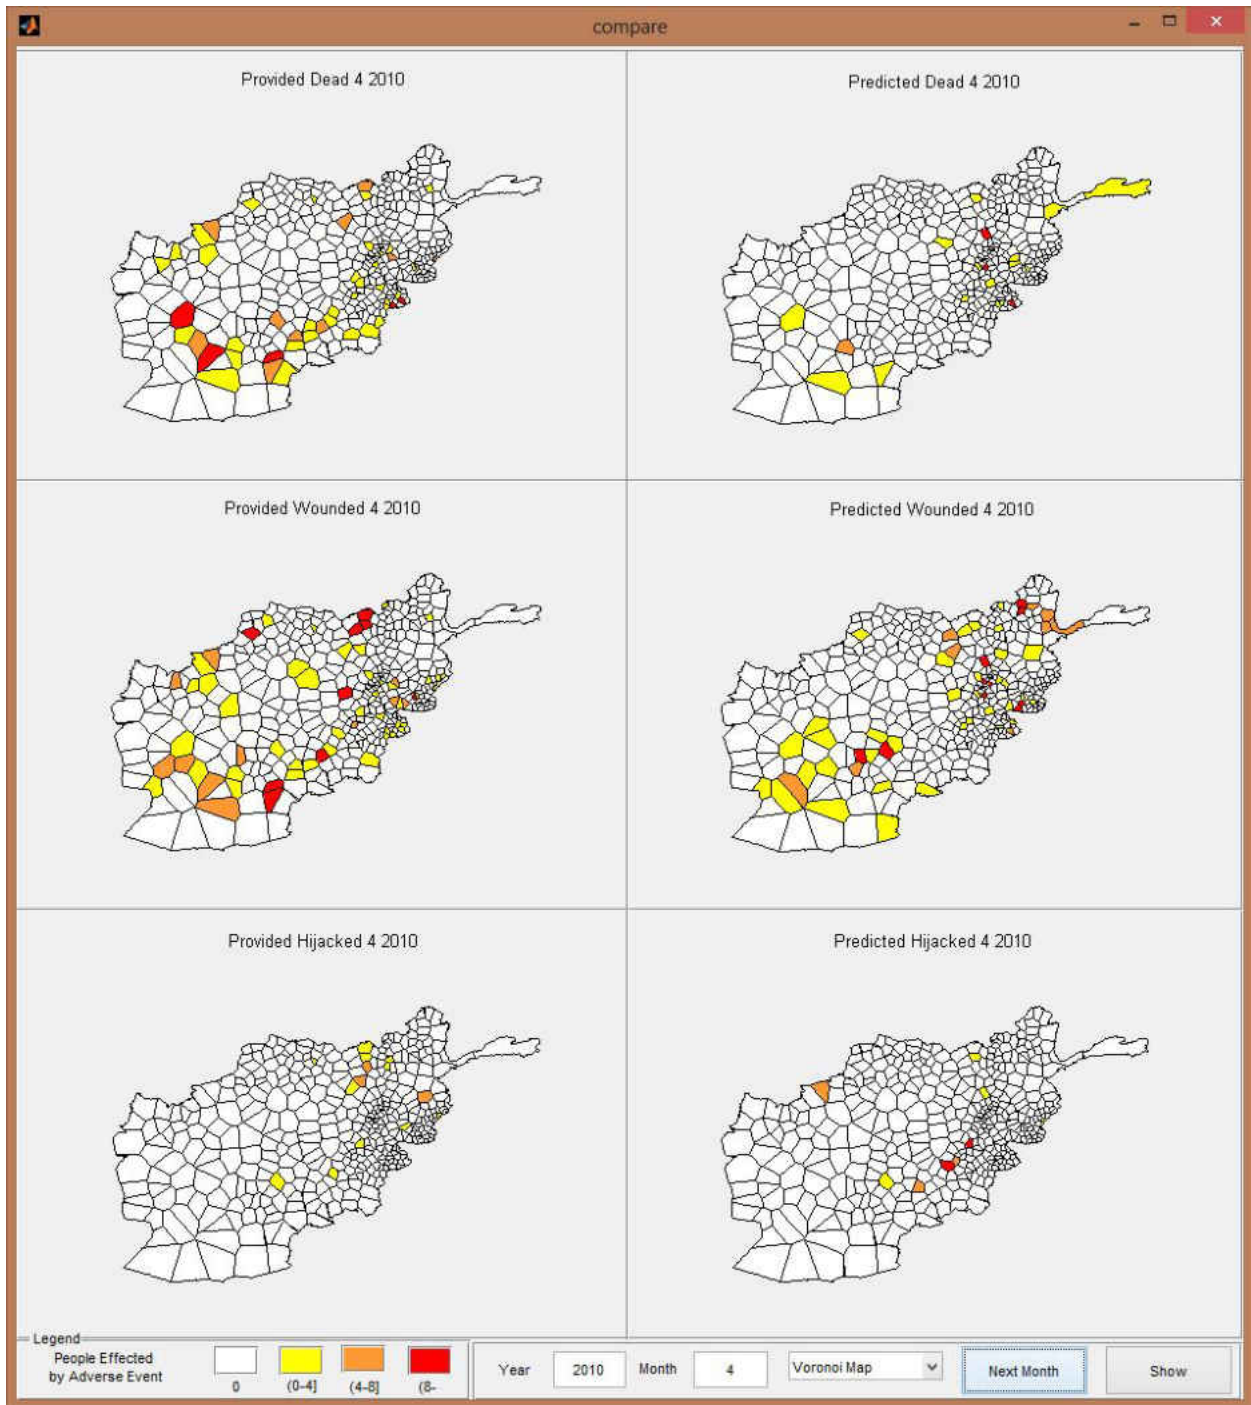 compare
Provided Dead 4 2010
Predicted Dead 4 2010
Provided Wounded 4 2010
Predicted Wounded 4 2010
Provided Hijacked 4 2010
Predicted Hijacked 4 2010
Legend
People Effected
by Adverse Event
0
(0-4]
(4-8]
(8-
Year
2010
Month
4
Voronoi Map
Next Month
Show